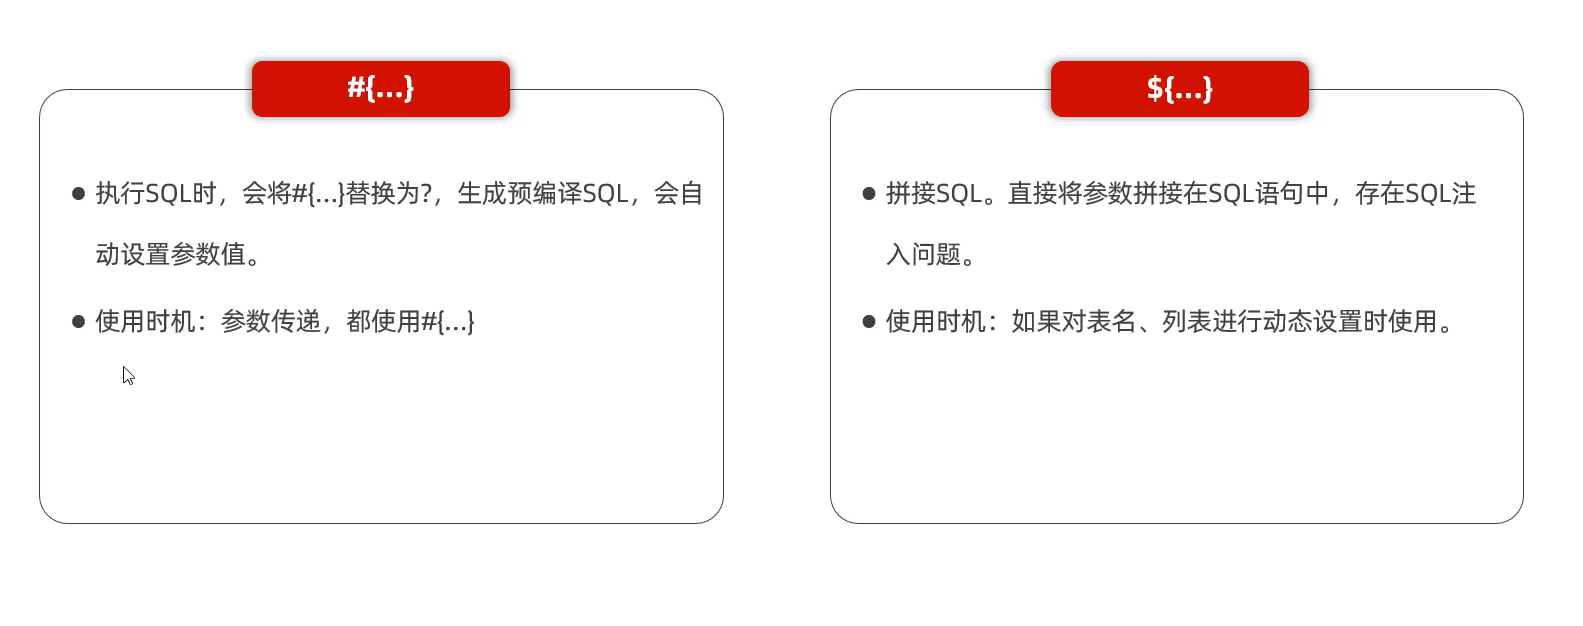 #{...}
执行SQL时，会将#{...}替换为?，生成预编译SQL，会自
动设置参数值。
使用时机：参数传递，都使用#{...}
${...}
拼接SQL。直接将参数拼接在SQL语句中，存在SQL注
入问题。
使用时机：如果对表名、列表进行动态设置时使用。